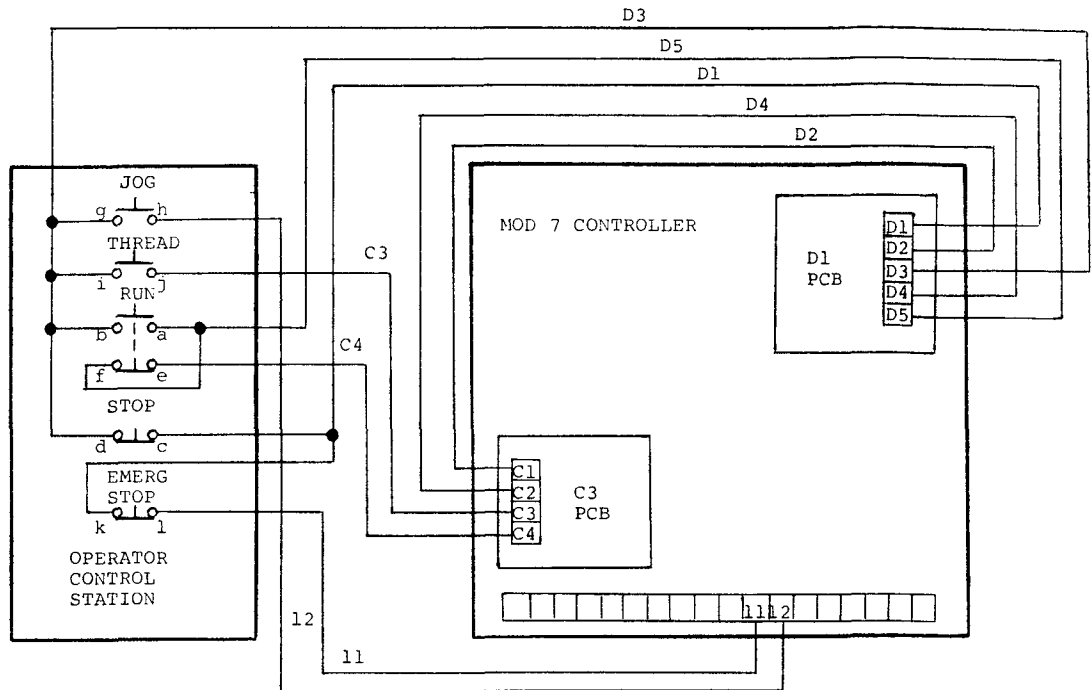 D3
D5
D1
D4
D2
JOG
g h
THREAD
i j
RUN
b a
f e
STOP
d c
EMERG
STOP
k l
OPERATOR
CONTROL
STATION
C3
C4
12
11
MOD 7 CONTROLLER
D1
PCB
D1
D2
D3
D4
D5
C1
C2
C3
C4
C3
PCB
11 12